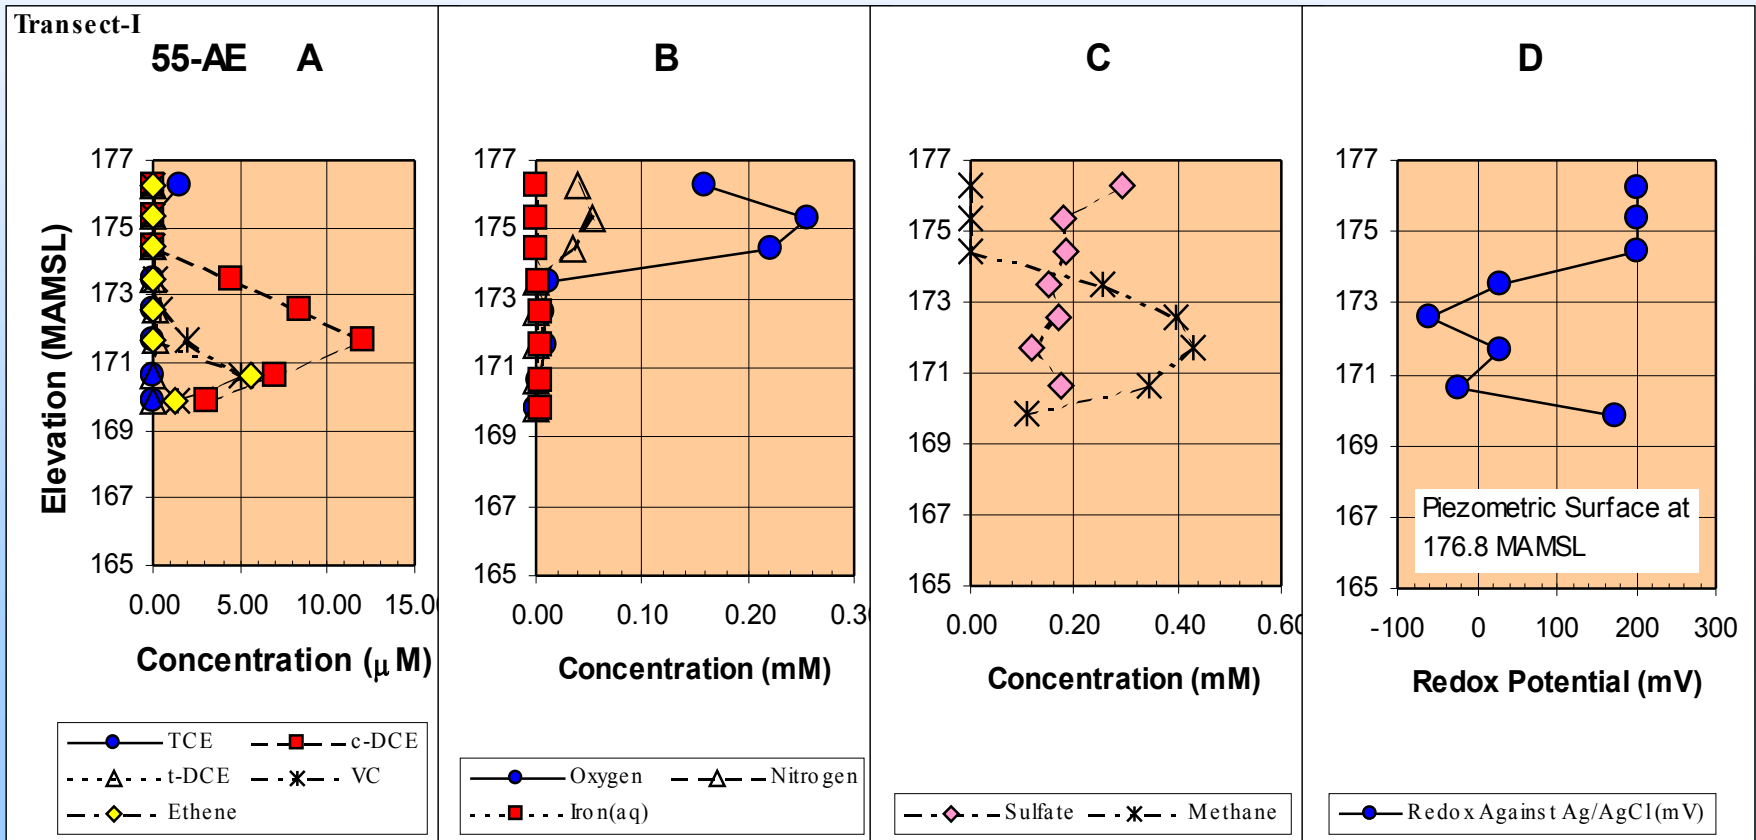 Transect-I
55-AE A
177
175
173
171
169
167
165
Elevation (MAMSL)
0.00 5.00 10.00 15.0
Concentration (μM)
TCE c-DCE
t-DCE VC
Ethene
B
177
175
173
171
169
167
165
0.00 0.10 0.20 0.3
Concentration (mM)
Oxygen Nitrogen
Iron(aq)
C
177
175
173
171
169
167
165
0.00 0.20 0.40 0.60
Concentration (mM)
Sulfate Methane
D
177
175
173
171
169
167
165
Piezometric Surface at
176.8 MAMSL
-100 0 100 200 300
Redox Potential (mV)
Redox Against Ag/AgCl(mV)